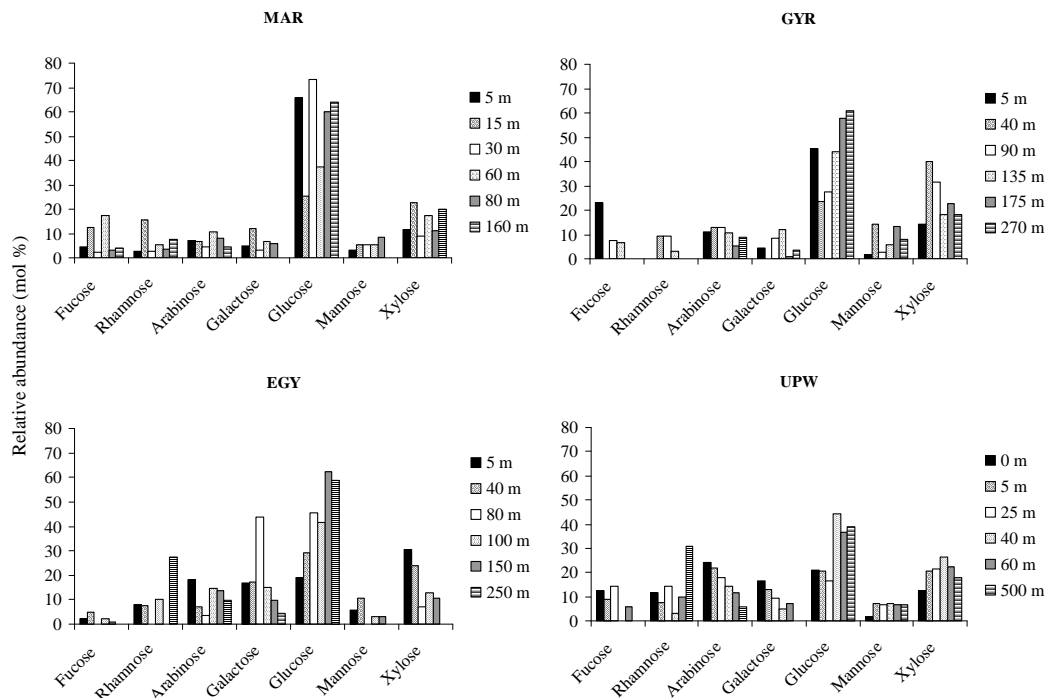 Relative abundance (mol %)
MAR
80
70
60
50
40
30
20
10
0
Fucose
Rhamnose
Arabinose
Galactose
Glucose
Mannose
Xylose
5 m
15 m
30 m
60 m
80 m
160 m
GYR
80
70
60
50
40
30
20
10
0
Fucose
Rhamnose
Arabinose
Galactose
Glucose
Mannose
Xylose
5 m
40 m
90 m
135 m
175 m
270 m
EGY
80
70
60
50
40
30
20
10
0
Fucose
Rhamnose
Arabinose
Galactose
Glucose
Mannose
Xylose
5 m
40 m
80 m
100 m
150 m
250 m
UPW
80
70
60
50
40
30
20
10
0
Fucose
Rhamnose
Arabinose
Galactose
Glucose
Mannose
Xylose
0 m
5 m
25 m
40 m
60 m
500 m